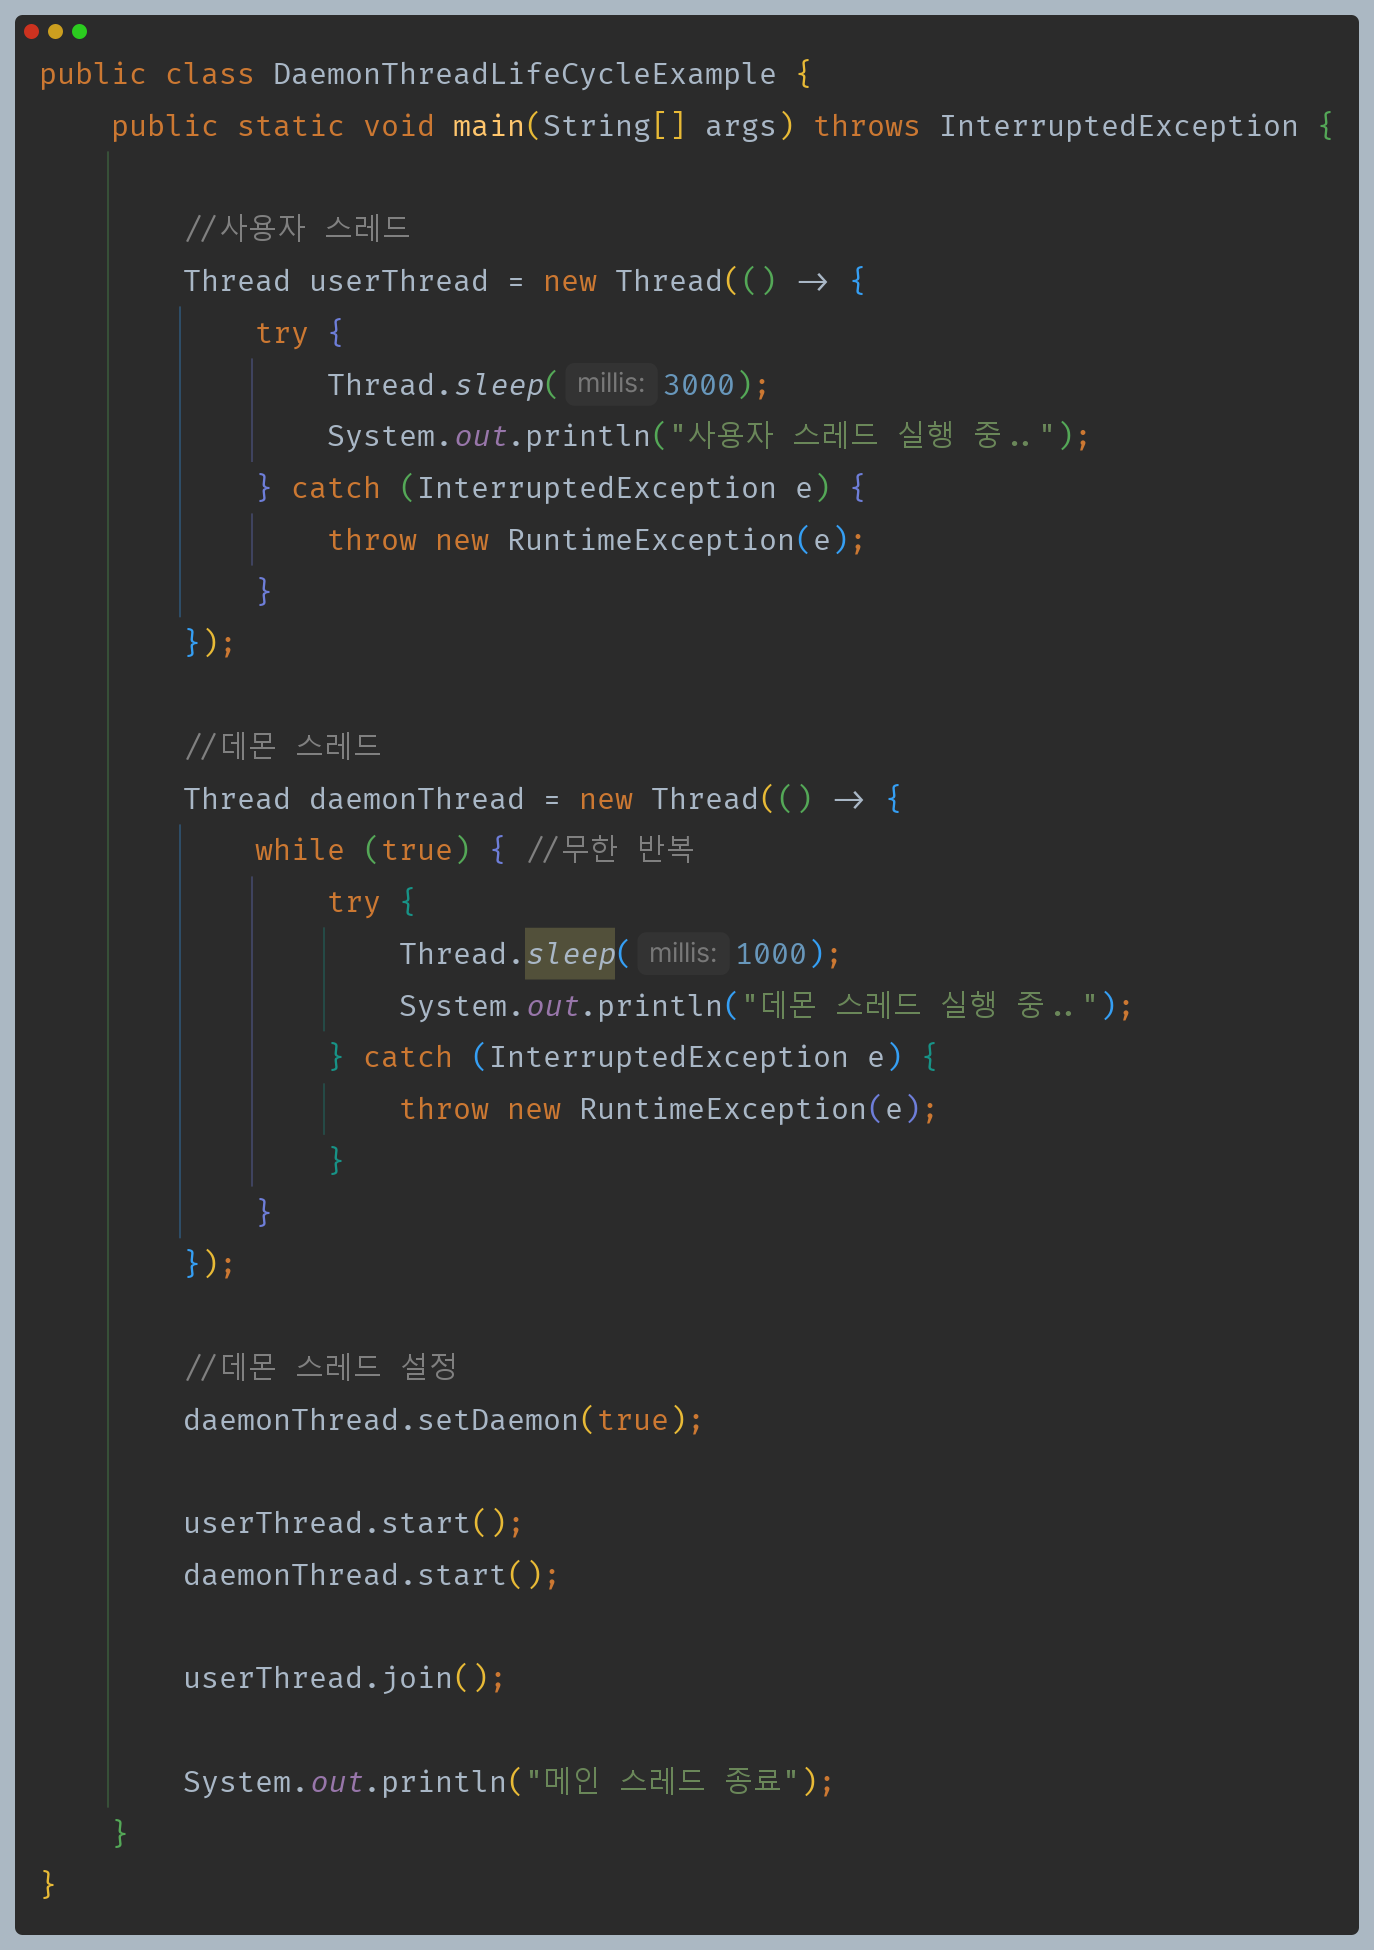 public class DaemonThreadLifeCycleExample {
public static void main(String[] args) throws InterruptedException {
//사용자 스레드
Thread userThread = new Thread(() -> {
try {
Thread.sleep( millis: 3000);
System.out.println("사용자 스레드 실행 중..");
} catch (InterruptedException e) {
throw new RuntimeException(e);
}
});
//데몬 스레드
Thread daemonThread = new Thread(() -> {
while (true) { //무한 반복
try {
Thread.sleep( millis: 1000);
System.out.println("데몬 스레드 실행 중..");
} catch (InterruptedException e) {
throw new RuntimeException(e);
}
}
});
//데몬 스레드 설정
daemonThread.setDaemon(true);
userThread.start();
daemonThread.start();
userThread.join();
System.out.println("메인 스레드 종료");
}
}